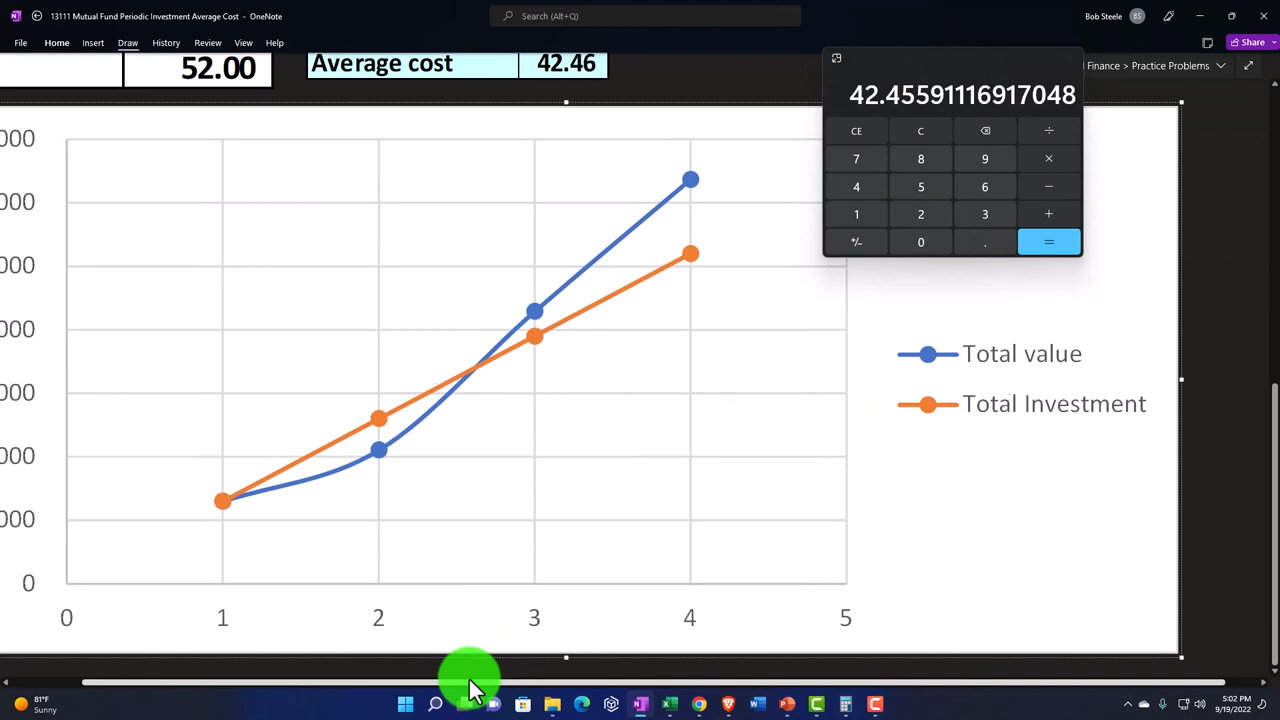 13111 Mutual Fund Periodic Investment Average Cost - OneNote
Search (Alt+Q)
Bob Steele
BS
File
Home
Insert
Draw
History
Review
View
Help
Share
52.00
Average cost
42.46
Finance > Practice Problems
42.45591116917048
CE
C
÷
7
8
9
×
4
5
6
−
1
2
3
+
+/−
0
.
=
000
000
000
000
000
000
000
0
0
1
2
3
4
5
Total value
Total Investment
81°F
Sunny
5:02 PM
9/19/2022